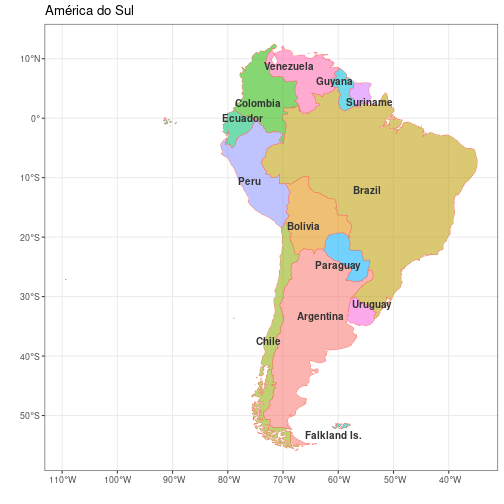 América do Sul
10°N
0°
10°S
20°S
30°S
40°S
50°S
Venezuela
Guyana
Suriname
Colombia
Ecuador
Peru
Brazil
Bolivia
Paraguay
Uruguay
Argentina
Chile
Falkland Is.
110°W 100°W 90°W 80°W 70°W 60°W 50°W 40°W